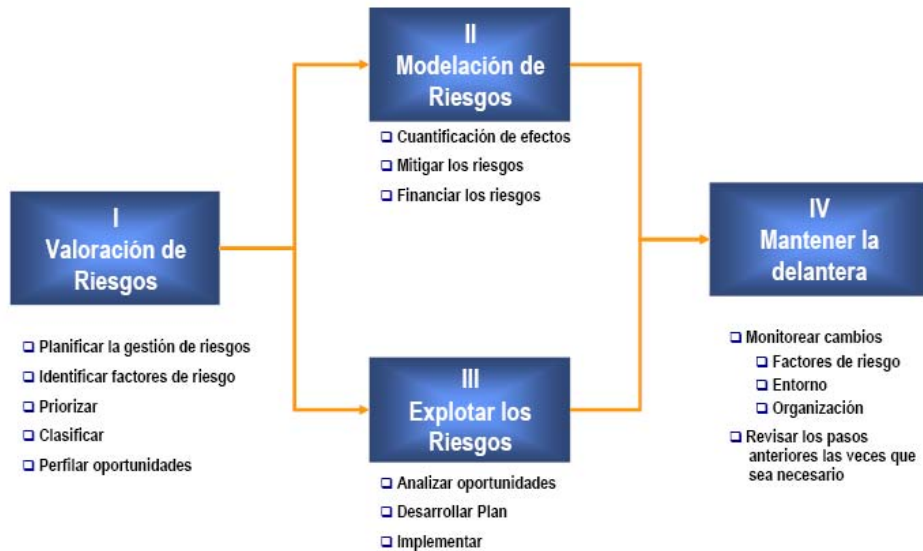 I
Valoración de
Riesgos
Planificar la gestión de riesgos
Identificar factores de riesgo
Priorizar
Clasificar
Perfilar oportunidades
II
Modelación de
Riesgos
Cuantificación de efectos
Mitigar los riesgos
Financiar los riesgos
III
Explotar los
Riesgos
Analizar oportunidades
Desarrollar Plan
Implementar
IV
Mantener la
delantera
Monitorear cambios
Factores de riesgo
Entorno
Organización
Revisar los pasos
anteriores las veces que
sea necesario